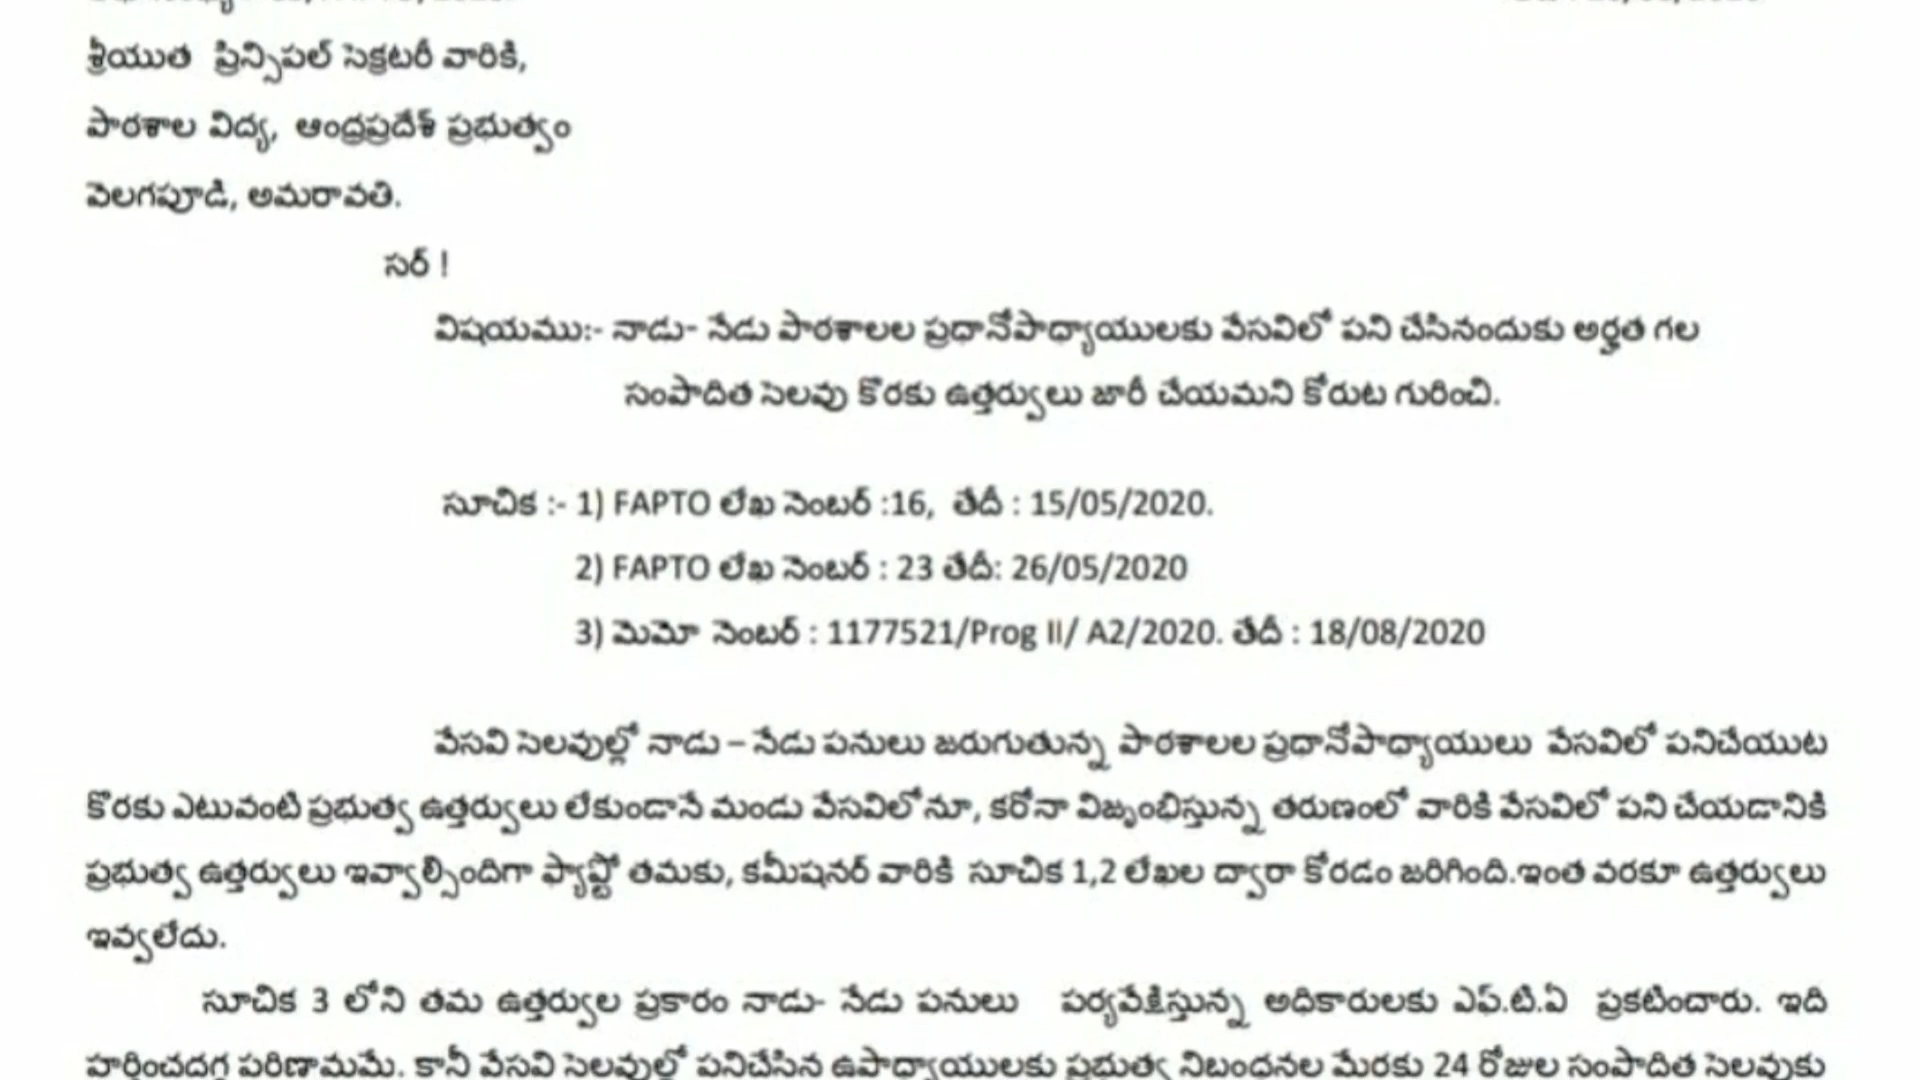 శ్రీయుత ప్రిన్సిపల్ సెక్రటరీ వారికి,
పాఠశాల విద్య, ఆంధ్రప్రదేశ్ ప్రభుత్వం
వెలగపూడి, అమరావతి.
సర్ !
విషయము:- నాడు- నేడు పాఠశాలల ప్రధానోపాధ్యాయులకు వేసవిలో పని చేసినందుకు అర్హత గల
సంపాదిత సెలవు కొరకు ఉత్తర్వులు జారీ చేయమని కోరుట గురించి.
సూచిక :- 1) FAPTO లేఖ నెంబర్ :16, తేదీ : 15/05/2020.
2) FAPTO లేఖ నెంబర్ : 23 తేదీ: 26/05/2020
3) మెమో నెంబర్ : 1177521/Prog II/ A2/2020. తేదీ : 18/08/2020
వేసవి సెలవుల్లో నాడు – నేడు పనులు జరుగుతున్న పాఠశాలల ప్రధానోపాధ్యాయులు వేసవిలో పనిచేయుట
కొరకు ఎటువంటి ప్రభుత్వ ఉత్తర్వులు లేకుండానే మండు వేసవిలోనూ, కరోనా విజృంభిస్తున్న తరుణంలో వారికి వేసవిలో పని చేయడానికి
ప్రభుత్వ ఉత్తర్వులు ఇవ్వాల్సిందిగా ఫ్యాప్టో తమకు, కమీషనర్ వారికి సూచిక 1,2 లేఖల ద్వారా కోరడం జరిగింది.ఇంత వరకూ ఉత్తర్వులు
ఇవ్వలేదు.
సూచిక 3 లోని తమ ఉత్తర్వుల ప్రకారం నాడు- నేడు పనులు పర్యవేక్షిస్తున్న అధికారులకు ఎఫ్.టి.ఏ ప్రకటించారు. ఇది
హర్షించదగ్గ పరిణామమే. కానీ వేసవి సెలవుల్లో పనిచేసిన ఉపాధ్యాయులకు ప్రభుత్వ నిబంధనల మేరకు 24 రోజుల సంపాదిత సెలవుకు